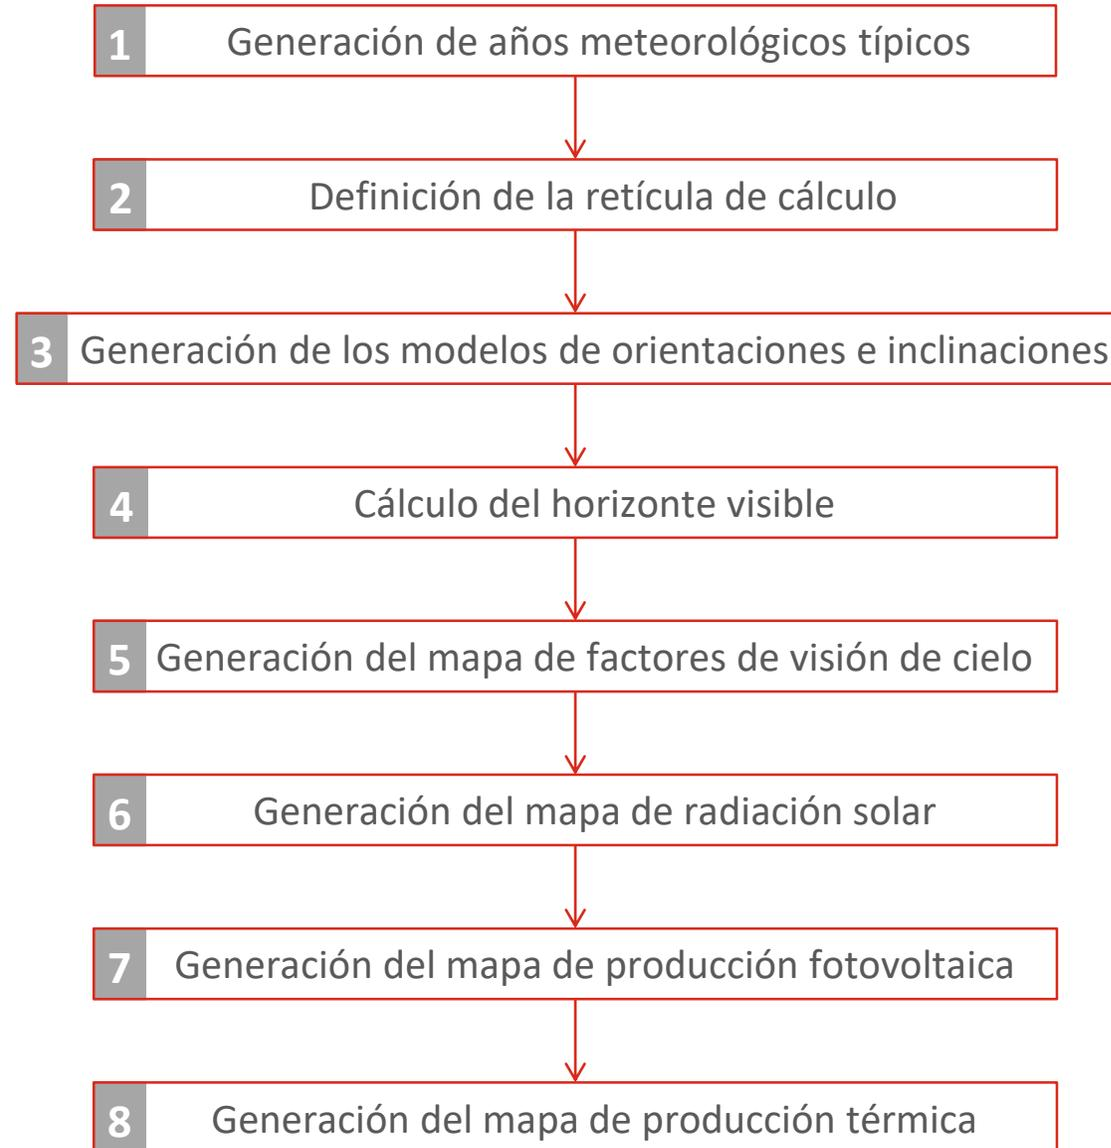 1 Generación de años meteorológicos típicos
2 Definición de la retícula de cálculo
3 Generación de los modelos de orientaciones e inclinaciones
4 Cálculo del horizonte visible
5 Generación del mapa de factores de visión de cielo
6 Generación del mapa de radiación solar
7 Generación del mapa de producción fotovoltaica
8 Generación del mapa de producción térmica